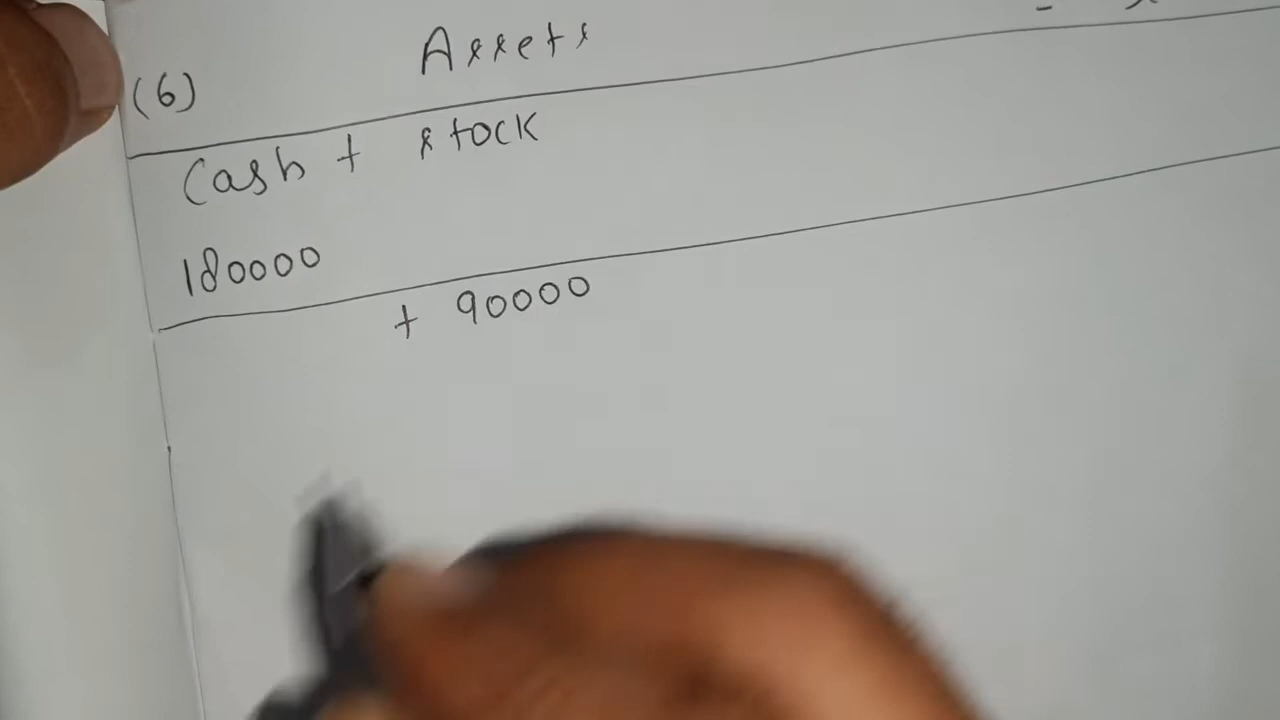 (6) Assets
Cash + stock
180000
+ 90000